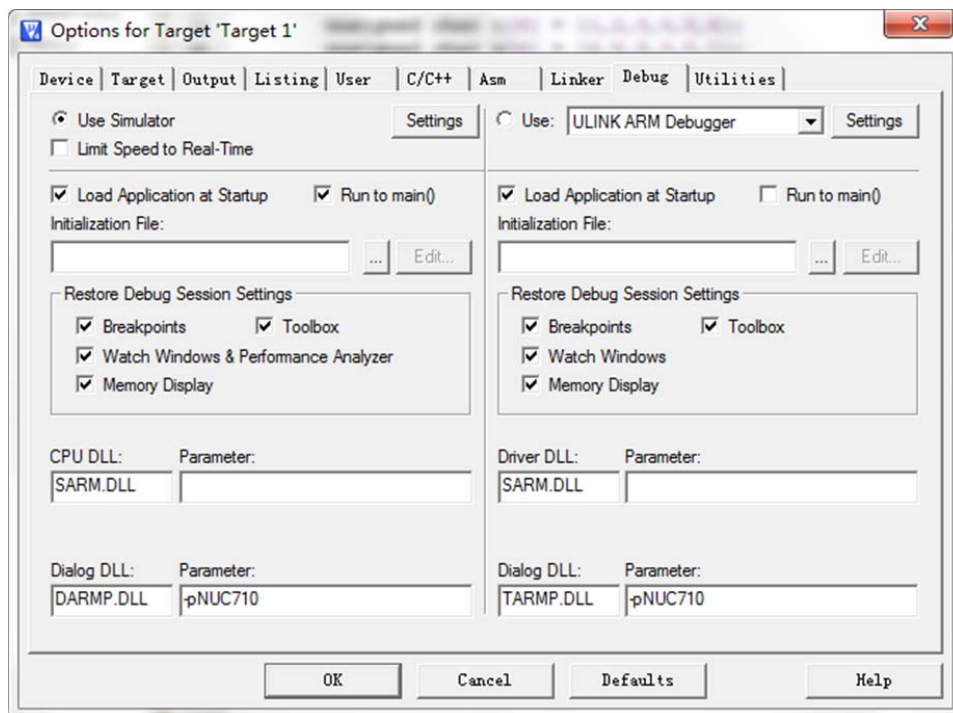 Options for Target 'Target 1'
Device Target Output Listing User C/C++ Asm Linker Debug Utilities
Use Simulator Settings
Limit Speed to Real-Time
Use: ULINK ARM Debugger Settings
Load Application at Startup Run to main()
Initialization File:
... Edit...
Load Application at Startup Run to main()
Initialization File:
... Edit...
Restore Debug Session Settings
Breakpoints Toolbox
Watch Windows & Performance Analyzer
Memory Display
Restore Debug Session Settings
Breakpoints Toolbox
Watch Windows
Memory Display
CPU DLL: Parameter:
SARM.DLL
Driver DLL: Parameter:
SARM.DLL
Dialog DLL: Parameter:
DARMP.DLL -pNUC710
Dialog DLL: Parameter:
TARMP.DLL -pNUC710
OK Cancel Defaults Help